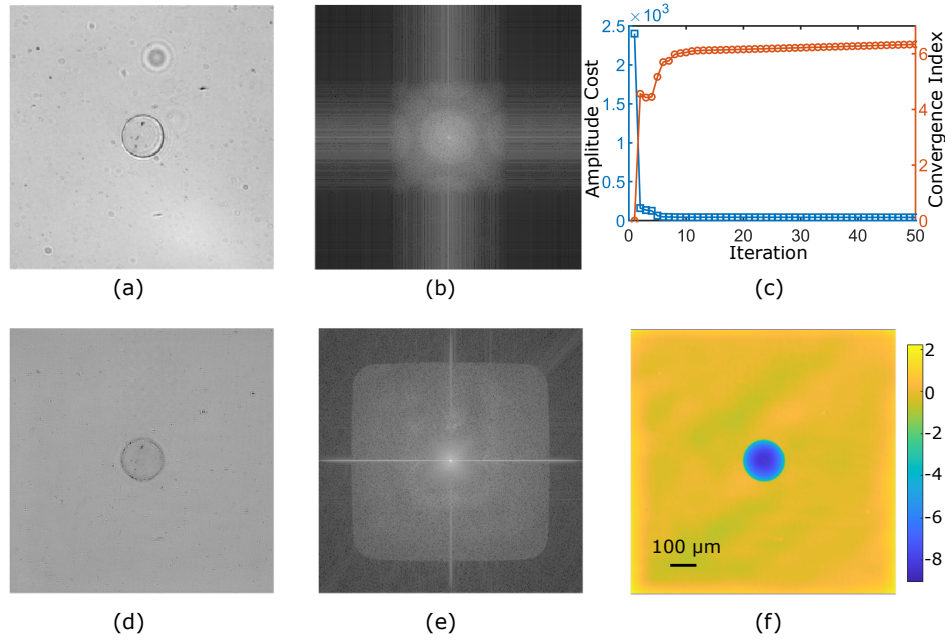 ×10³
2.5
2
1.5
1
0.5
0
6
4
2
0
0 10 20 30 40 50
Amplitude Cost
Convergence Index
Iteration
(a)
(b)
(c)
2
0
-2
-4
-6
-8
100 µm
(d)
(e)
(f)